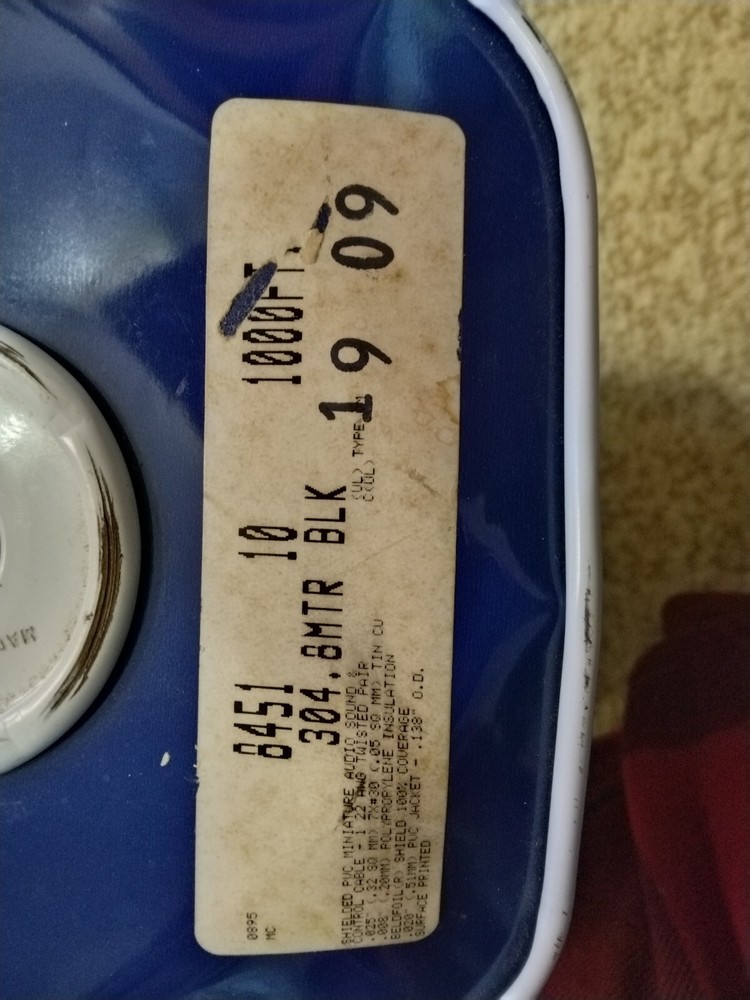 8451 10 1000FT.
304.8MTR BLK
19 09
(UL) TYPE
C(UL)
SHIELDED PVC MINIATURE AUDIO SOUND &
CONTROL CABLE - 1 22 AWG TWISTED PAIR
.025" (.32 SQ MM) 7X#30 (.05 SQ MM) TIN CU
.008" (.20MM) POLYPROPYLENE INSULATION
BELDFOIL(R) SHIELD 100% COVERAGE
.020" (.51MM) PVC JACKET - .138" O.D.
SURFACE PRINTED
0895
MC